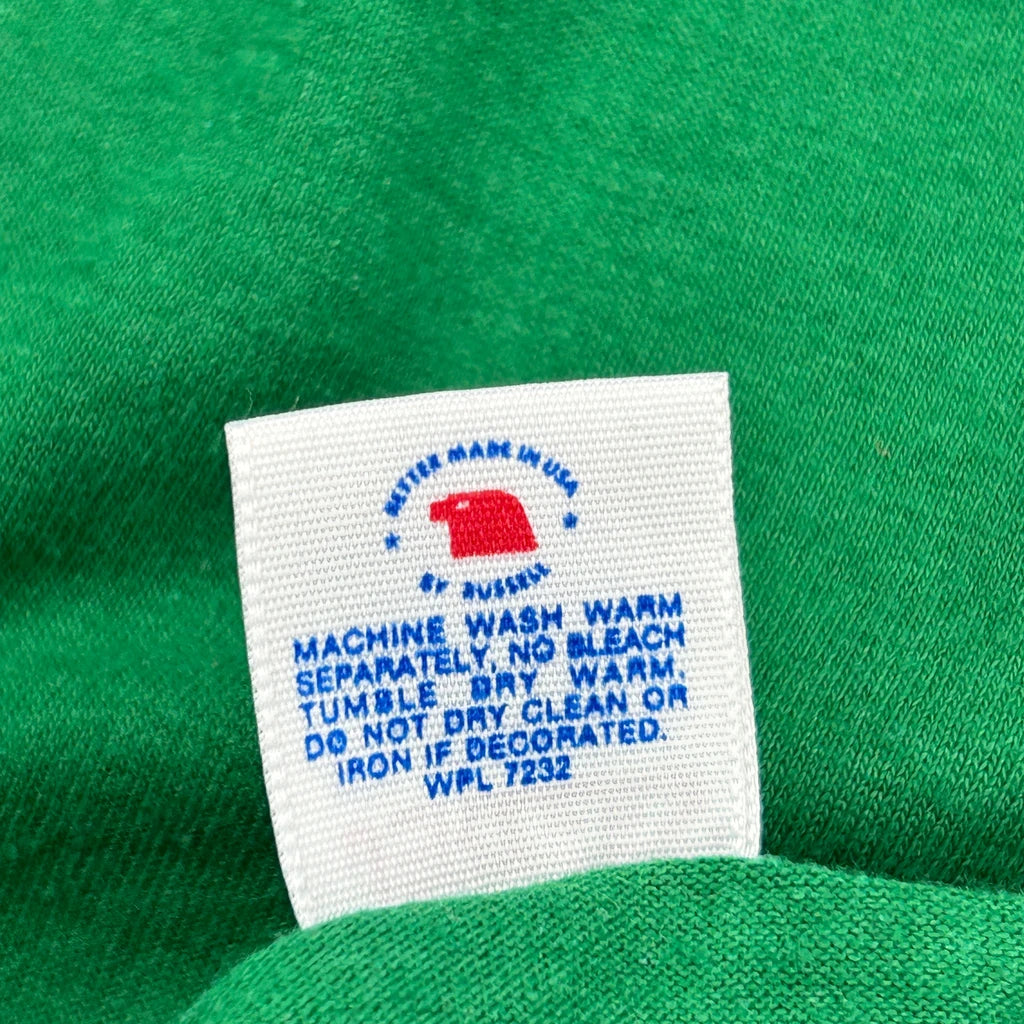 ★ BETTER MADE IN USA ★
BY RUSSELL
MACHINE WASH WARM
SEPARATELY, NO BLEACH
TUMBLE DRY WARM.
DO NOT DRY CLEAN OR
IRON IF DECORATED.
WPL 7232